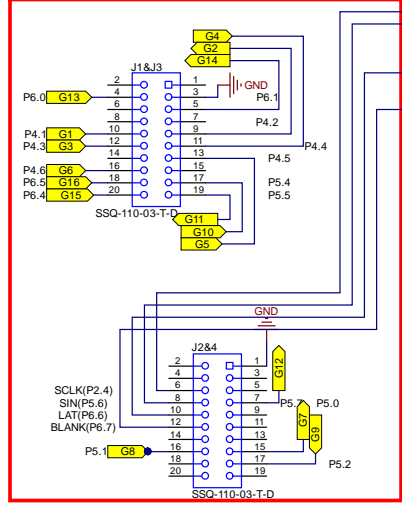 G4
G2
G14
J1&J3
2 1 GND
P6.0 G13 4 3 P6.1
6 5
8 7 P4.2
P4.1 G1 10 9
P4.3 G3 12 11 P4.4
14 13 P4.5
P4.6 G6 16 15
P6.5 G16 18 17 P5.4
P6.4 G15 20 19 P5.5
SSQ-110-03-T-D
G11
G10
G5
GND
J2&4
2 1
4 3 G12
SCLK(P2.4) 6 5
SIN(P5.6) 8 7 P5.7 P5.0
LAT(P6.6) 10 9
BLANK(P6.7) 12 11 G7
14 13 G9
P5.1 G8 16 15
18 17 P5.2
20 19
SSQ-110-03-T-D